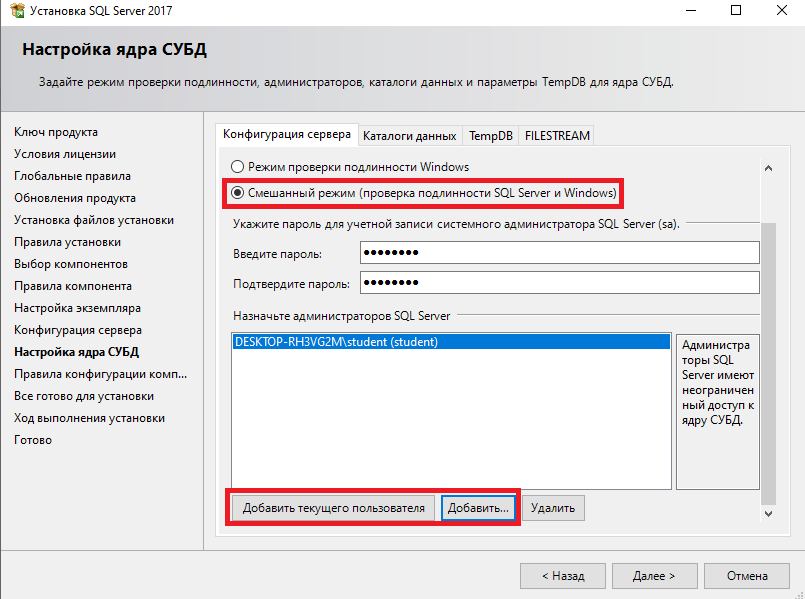 Установка SQL Server 2017
Настройка ядра СУБД
Задайте режим проверки подлинности, администраторов, каталоги данных и параметры TempDB для ядра СУБД.
Ключ продукта
Условия лицензии
Глобальные правила
Обновления продукта
Установка файлов установки
Правила установки
Выбор компонентов
Правила компонента
Настройка экземпляра
Конфигурация сервера
Настройка ядра СУБД
Правила конфигурации комп...
Все готово для установки
Ход выполнения установки
Готово
Конфигурация сервера Каталоги данных TempDB FILESTREAM
Режим проверки подлинности Windows
Смешанный режим (проверка подлинности SQL Server и Windows)
Укажите пароль для учетной записи системного администратора SQL Server (sa).
Введите пароль: ●●●●●●●●
Подтвердите пароль: ●●●●●●●●
Назначьте администраторов SQL Server
DESKTOP-RH3VG2M\student (student)
Администра
торы SQL
Server имеют
неограничен
ный доступ к
ядру СУБД.
Добавить текущего пользователя Добавить... Удалить
< Назад Далее > Отмена